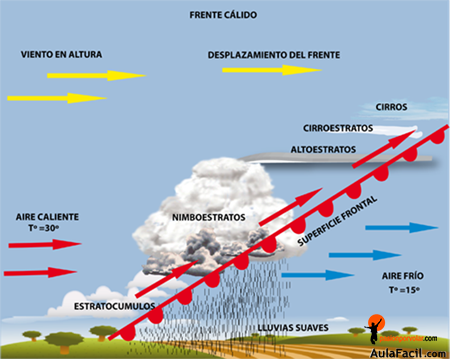 FRENTE CÁLIDO
VIENTO EN ALTURA
DESPLAZAMIENTO DEL FRENTE
CIRROS
CIRROESTRATOS
ALTOESTRATOS
NIMBOESTRATOS
SUPERFICIE FRONTAL
AIRE CALIENTE
Tº =30º
AIRE FRÍO
Tº =15º
ESTRATOCUMULOS
LLUVIAS SUAVES
AulaFacil.com